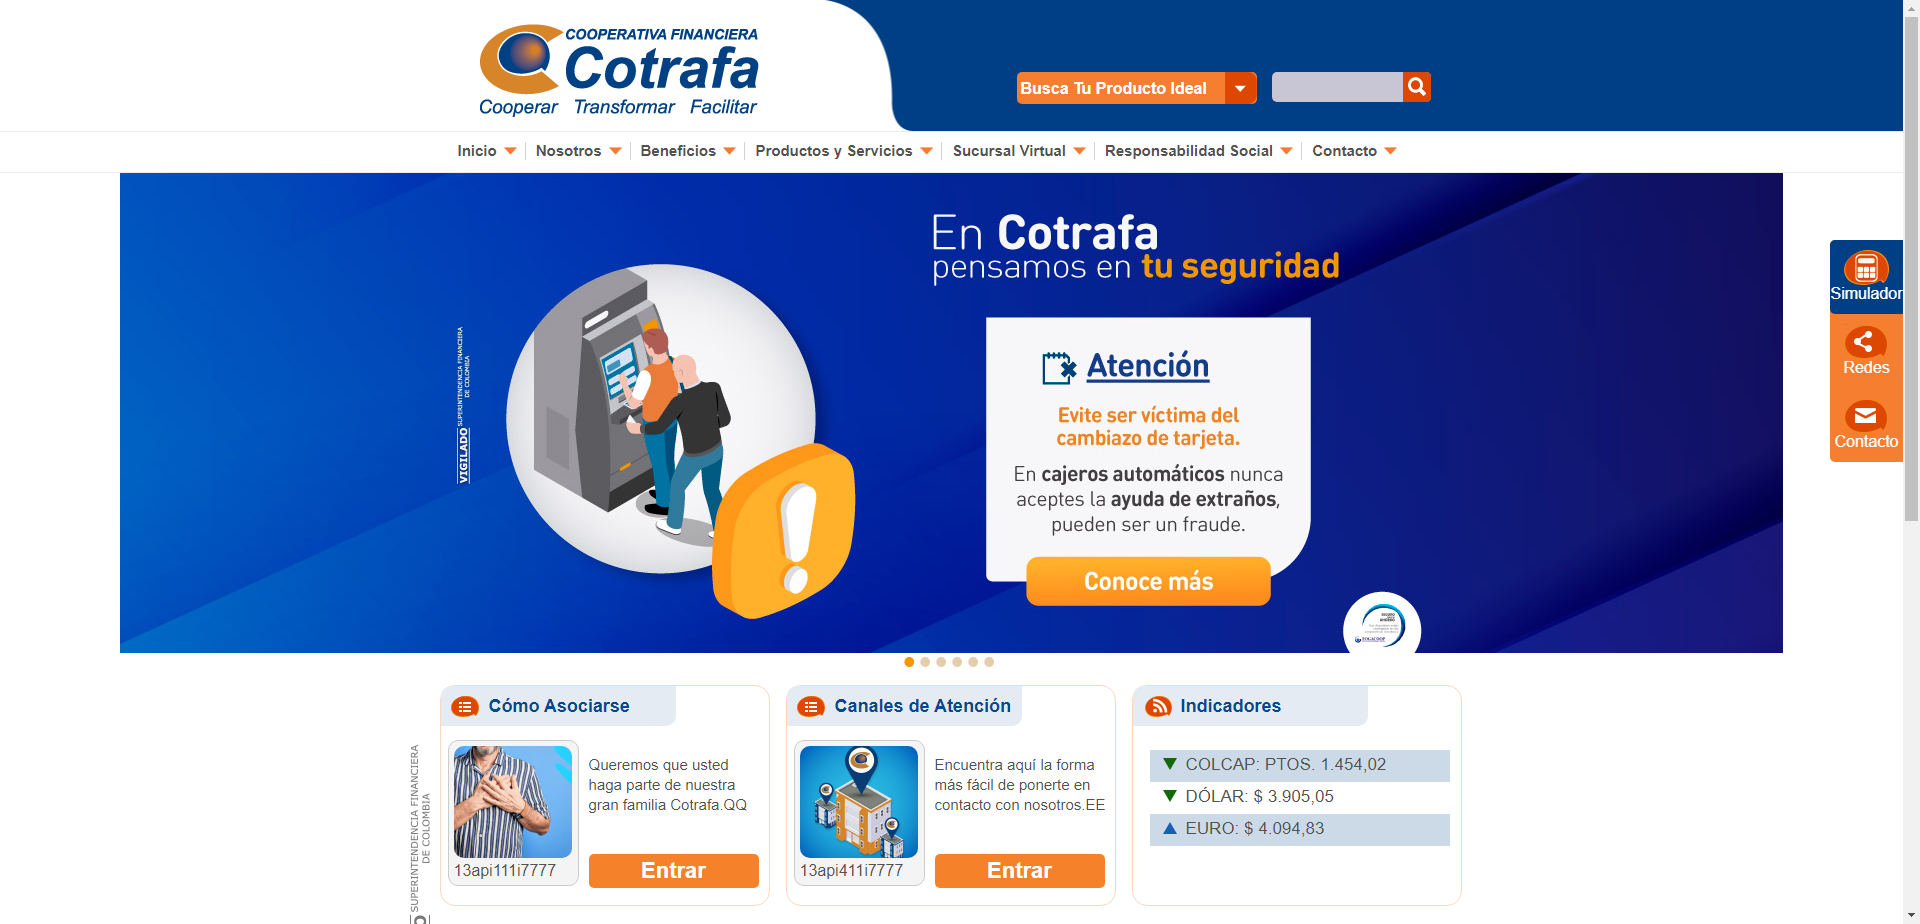 COOPERATIVA FINANCIERA
Cotrafa
Cooperar Transformar Facilitar
Busca Tu Producto Ideal
Inicio
Nosotros
Beneficios
Productos y Servicios
Sucursal Virtual
Responsabilidad Social
Contacto
En Cotrafa
pensamos en tu seguridad
VIGILADO SUPERINTENDENCIA FINANCIERA
DE COLOMBIA
Atención
Evite ser víctima del
cambiazo de tarjeta.
En cajeros automáticos nunca
aceptes la ayuda de extraños,
pueden ser un fraude.
Conoce más
FOGACOOP
Simulador
Redes
Contacto
Cómo Asociarse
Queremos que usted
haga parte de nuestra
gran familia Cotrafa.QQ
13api111i7777
Entrar
Canales de Atención
Encuentra aquí la forma
más fácil de ponerte en
contacto con nosotros.EE
13api411i7777
Entrar
Indicadores
COLCAP: PTOS. 1.454,02
DÓLAR: $ 3.905,05
EURO: $ 4.094,83
SUPERINTENDENCIA FINANCIERA
DE COLOMBIA